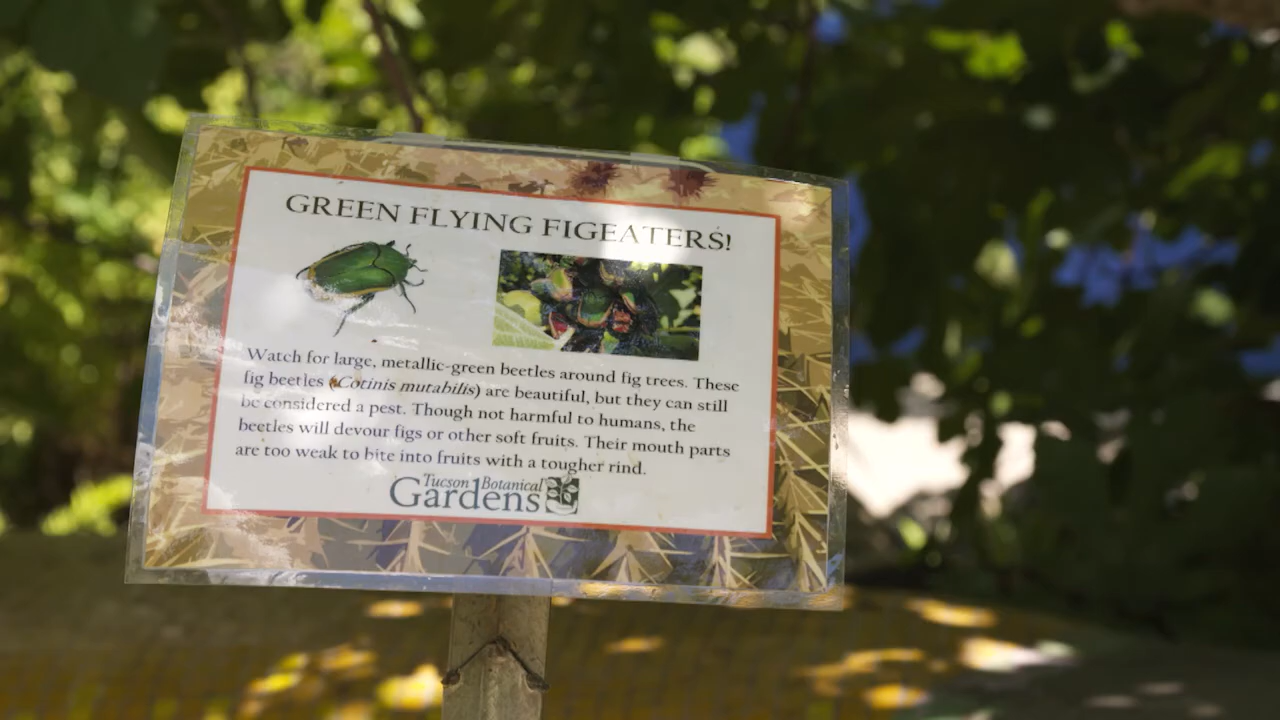 GREEN FLYING FIGEATERS!
Watch for large, metallic-green beetles around fig trees. These
fig beetles (Cotinis mutabilis) are beautiful, but they can still
be considered a pest. Though not harmful to humans, the
beetles will devour figs or other soft fruits. Their mouth parts
are too weak to bite into fruits with a tougher rind.
Tucson Botanical
Gardens